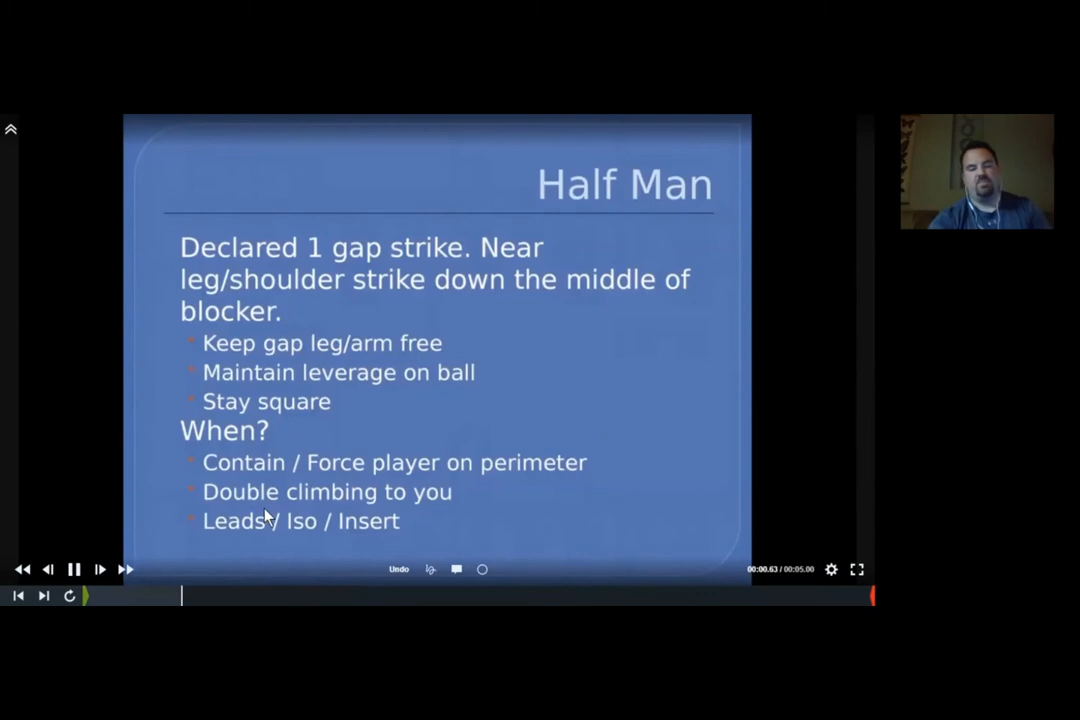 Half Man
Declared 1 gap strike. Near
leg/shoulder strike down the middle of
blocker.
Keep gap leg/arm free
Maintain leverage on ball
Stay square
When?
Contain / Force player on perimeter
Double climbing to you
Leads / Iso / Insert
Undo
00:00.63 / 00:05.00